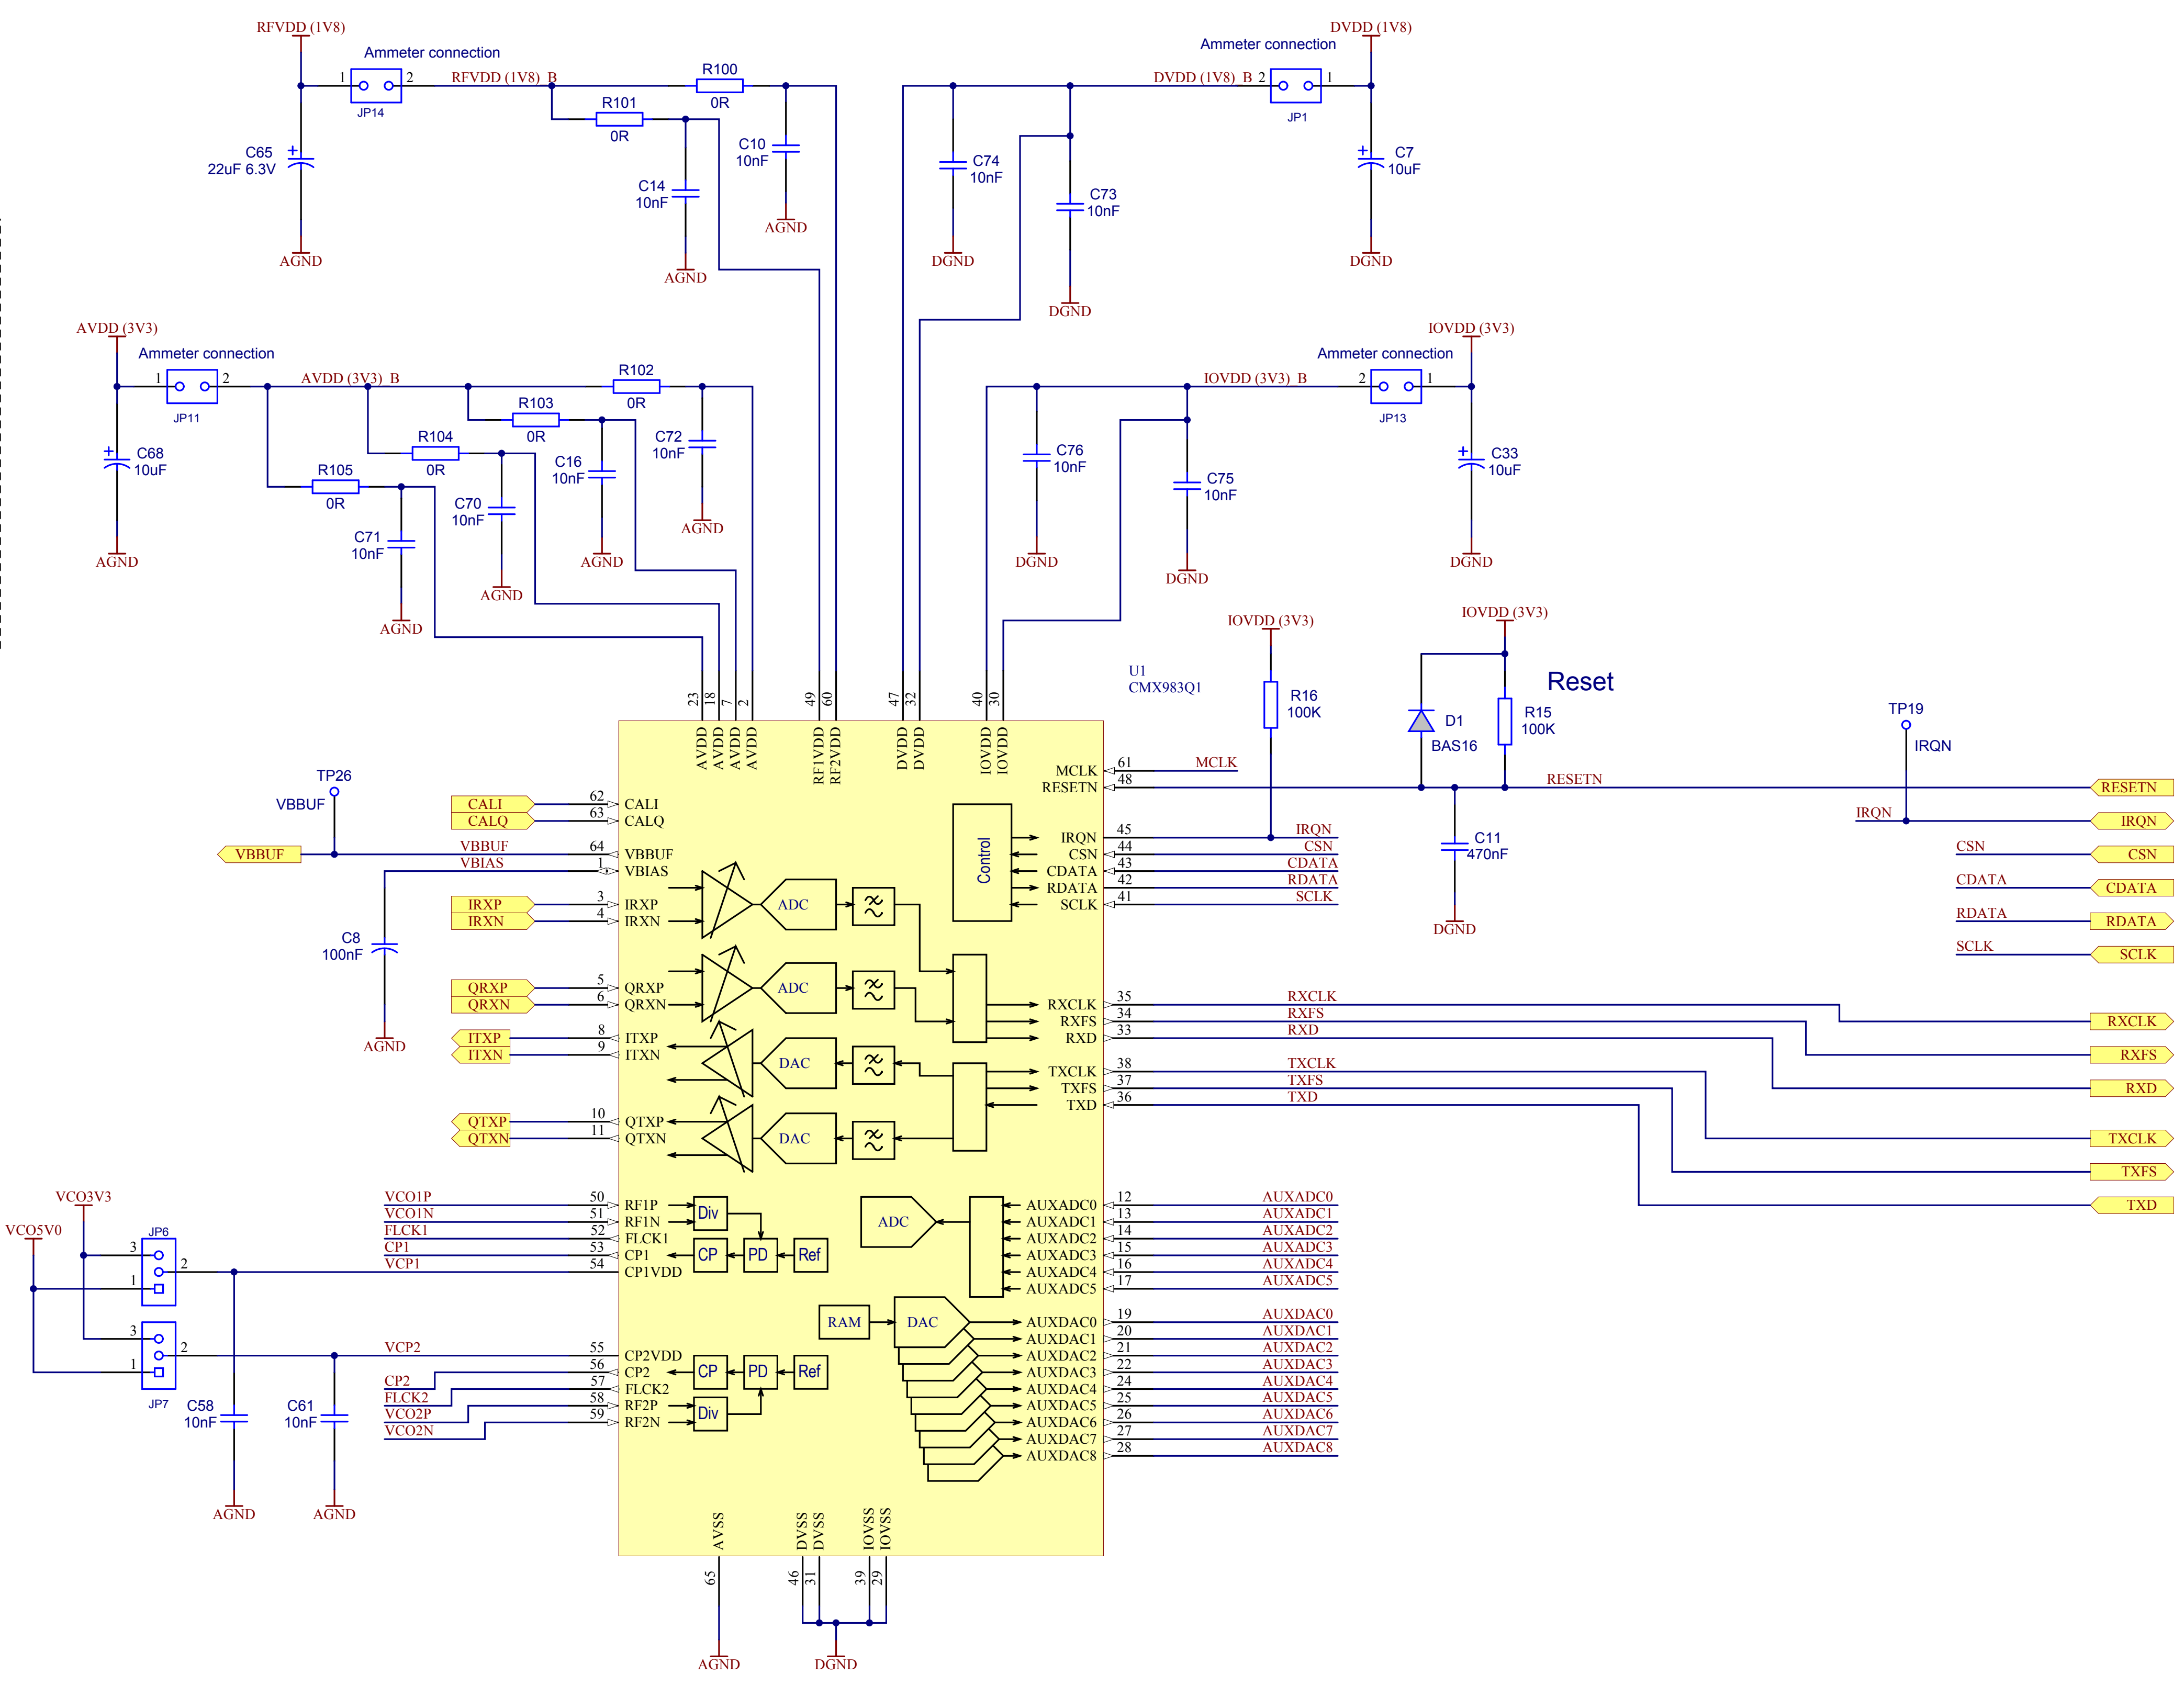 RFVDD (1V8)
Ammeter connection
1
2
JP14
RFVDD (1V8)_B
R100
0R
R101
0R
C65
22uF 6.3V
AGND
C14
10nF
AGND
C10
10nF
AGND
DVDD (1V8)
Ammeter connection
DVDD (1V8)_B
2
1
JP1
C74
10nF
DGND
C73
10nF
DGND
C7
10uF
DGND
AVDD (3V3)
Ammeter connection
1
2
JP11
AVDD (3V3)_B
R102
0R
R103
0R
R104
0R
R105
0R
C68
10uF
AGND
C71
10nF
AGND
C70
10nF
AGND
C16
10nF
AGND
C72
10nF
AGND
IOVDD (3V3)
Ammeter connection
IOVDD (3V3)_B
2
1
JP13
C76
10nF
DGND
C75
10nF
DGND
C33
10uF
DGND
U1
CMX983Q1
23
18
7
2
49
60
47
32
40
30
AVDD
AVDD
AVDD
AVDD
RF1VDD
RF2VDD
DVDD
DVDD
IOVDD
IOVDD
IOVDD (3V3)
R16
100K
IOVDD (3V3)
Reset
D1
BAS16
R15
100K
RESETN
C11
470nF
DGND
TP19
IRQN
TP26
VBBUF
CALI
62
CALI
CALQ
63
CALQ
VBBUF
VBBUF
64
VBBUF
VBIAS
1
VBIAS
C8
100nF
AGND
IRXP
3
IRXP
IRXN
4
IRXN
QRXP
5
QRXP
QRXN
6
QRXN
ITXP
8
ITXP
ITXN
9
ITXN
QTXP
10
QTXP
QTXN
11
QTXN
ADC
ADC
DAC
DAC
Control
MCLK
61
MCLK
RESETN
48
IRQN
45
IRQN
CSN
44
CSN
CDATA
43
CDATA
RDATA
42
RDATA
SCLK
41
SCLK
RXCLK
35
RXCLK
RXFS
34
RXFS
RXD
33
RXD
TXCLK
38
TXCLK
TXFS
37
TXFS
TXD
36
TXD
RESETN
IRQN
IRQN
CSN
CSN
CDATA
CDATA
RDATA
RDATA
SCLK
SCLK
RXCLK
RXFS
RXD
TXCLK
TXFS
TXD
VCO3V3
VCO5V0
JP6
3
2
1
3
2
1
JP7
C58
10nF
AGND
C61
10nF
AGND
VCO1P
50
RF1P
VCO1N
51
RF1N
FLCK1
52
FLCK1
CP1
53
CP1
VCP1
54
CP1VDD
VCP2
55
CP2VDD
CP2
56
CP2
FLCK2
57
FLCK2
VCO2P
58
RF2P
VCO2N
59
RF2N
Div
CP
PD
Ref
CP
PD
Ref
Div
ADC
RAM
DAC
AUXADC0
12
AUXADC0
AUXADC1
13
AUXADC1
AUXADC2
14
AUXADC2
AUXADC3
15
AUXADC3
AUXADC4
16
AUXADC4
AUXADC5
17
AUXADC5
AUXDAC0
19
AUXDAC0
AUXDAC1
20
AUXDAC1
AUXDAC2
21
AUXDAC2
AUXDAC3
22
AUXDAC3
AUXDAC4
24
AUXDAC4
AUXDAC5
25
AUXDAC5
AUXDAC6
26
AUXDAC6
AUXDAC7
27
AUXDAC7
AUXDAC8
28
AUXDAC8
AVSS
DVSS
DVSS
IOVSS
IOVSS
65
46
31
39
29
AGND
DGND